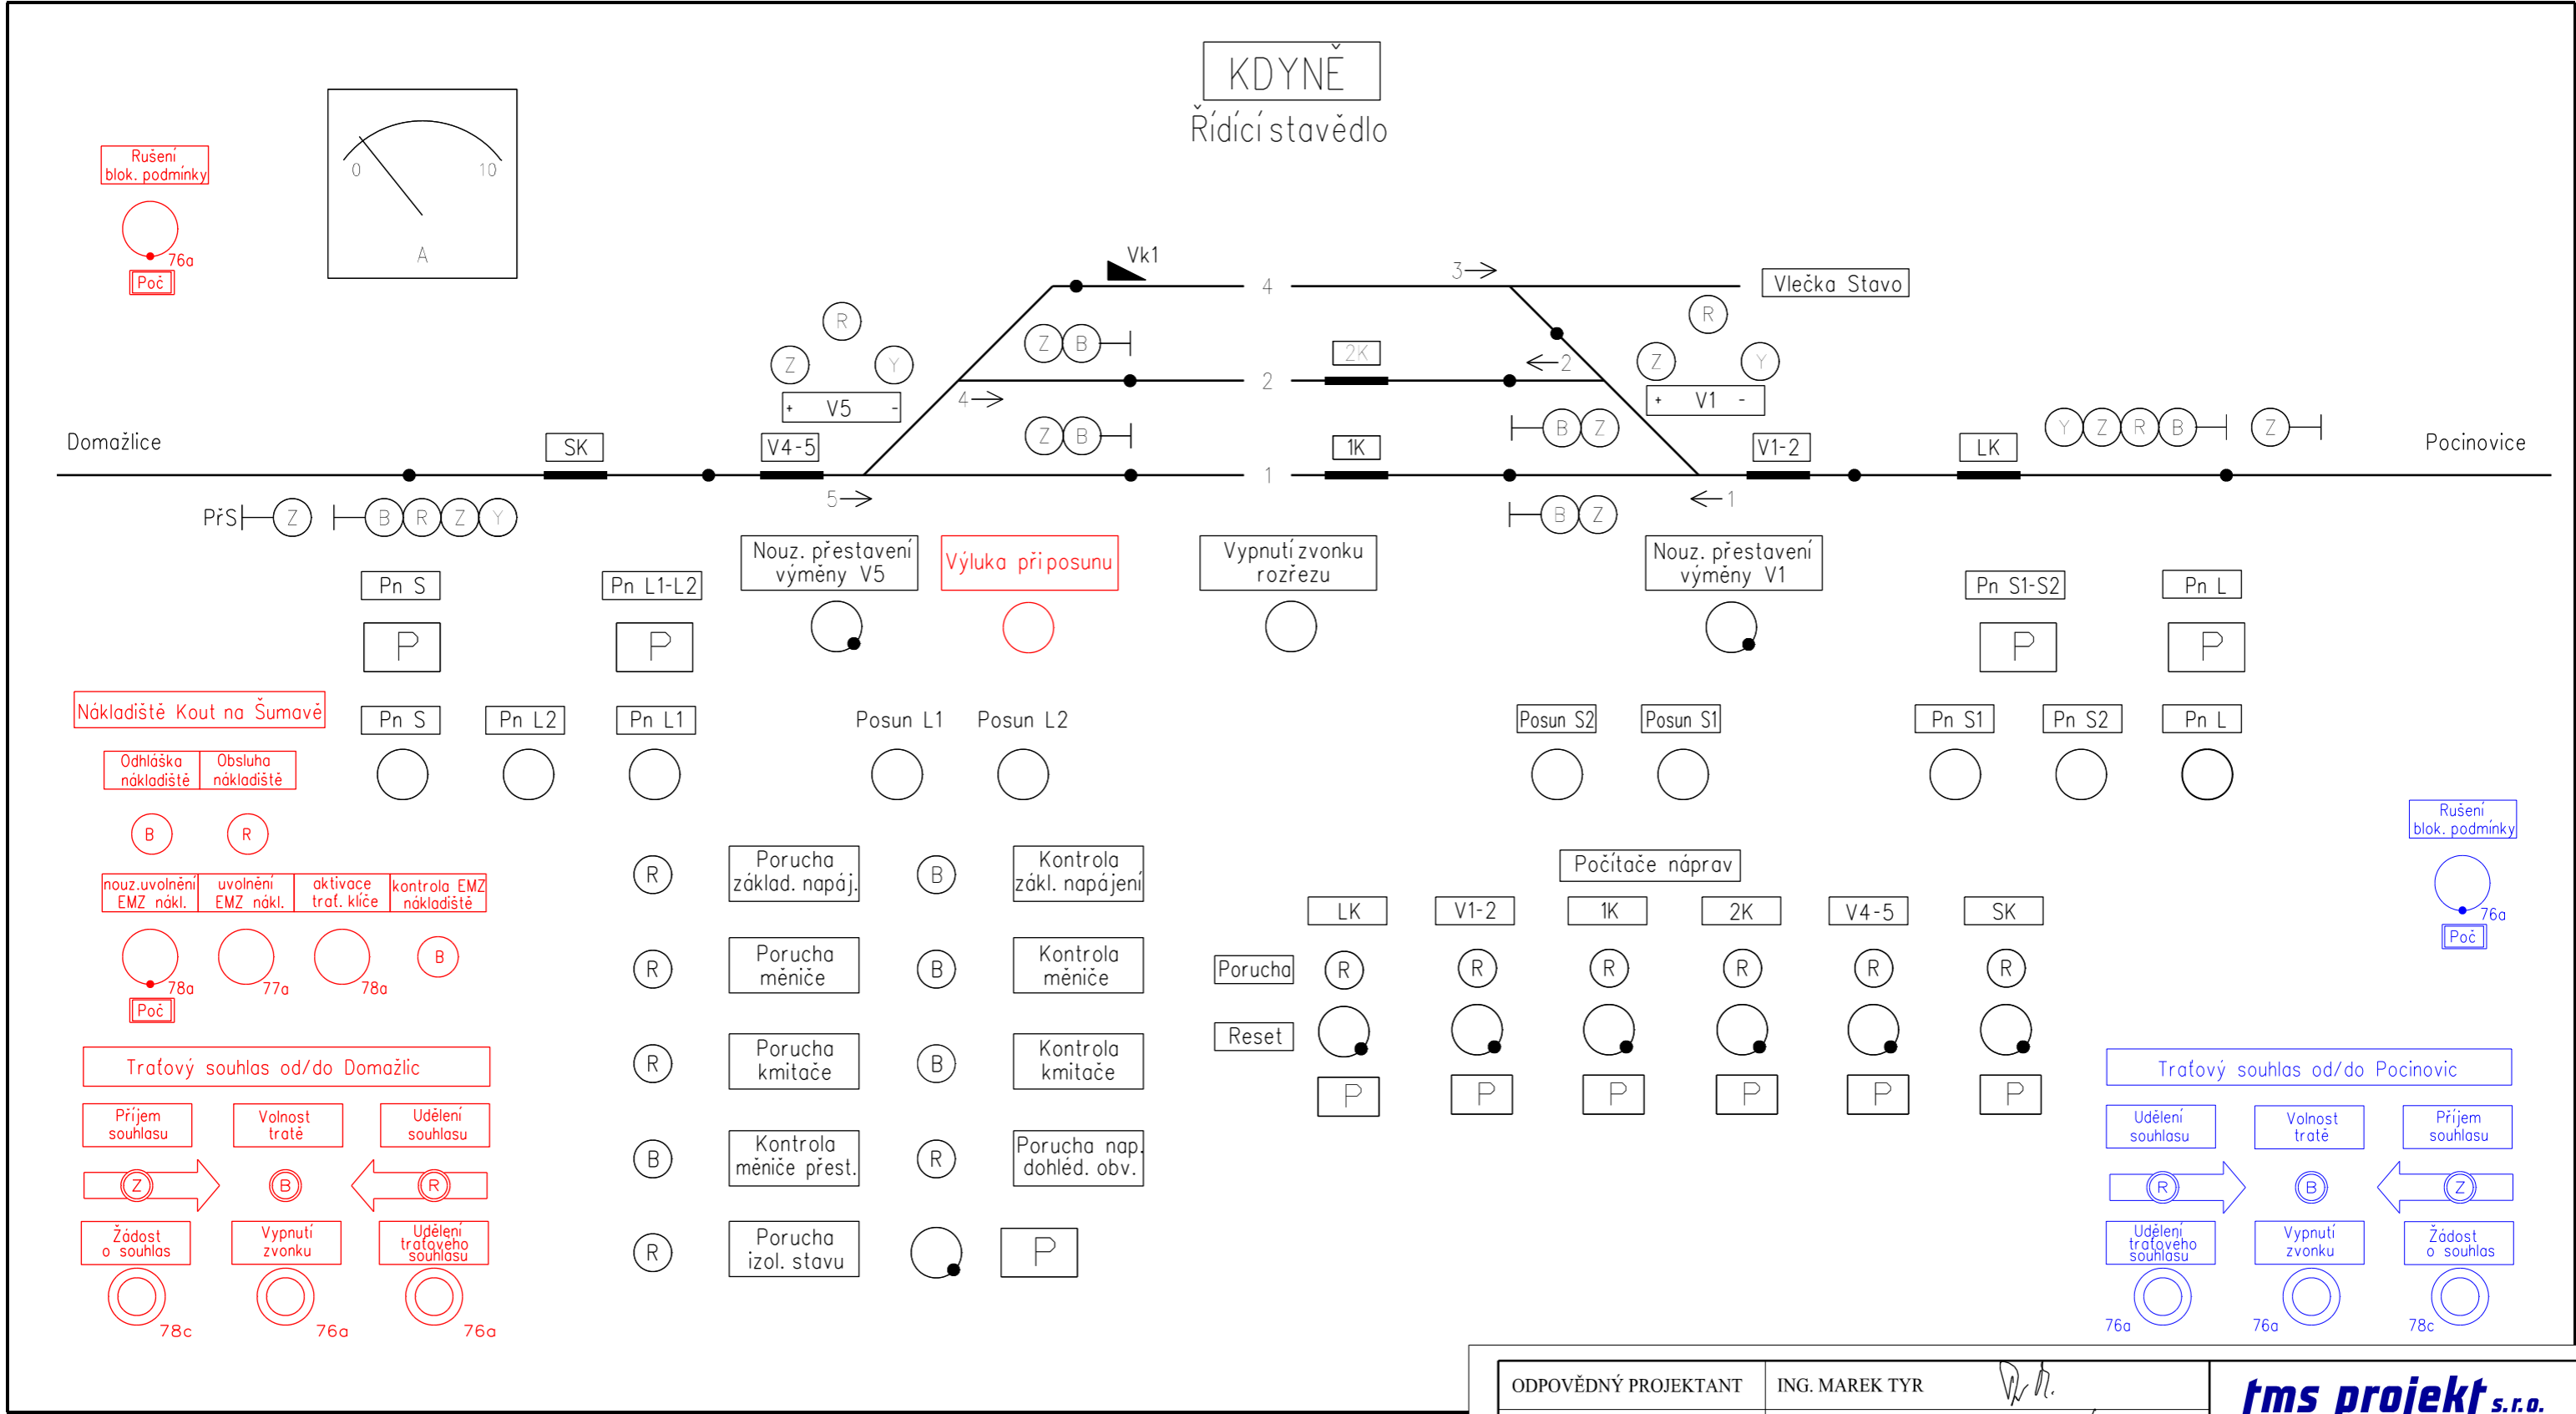 KDYNĚ
Řídící stavědlo
Rušení
blok. podmínky
76a
Poč
0
10
A
Vk1
4
3
Vlečka Stavo
R
Z
Y
+ V5 -
Z B
2K
2
2
R
Z
Y
+ V1 -
4
Domažlice
SK
V4-5
Z B
1K
1
B Z
V1-2
LK
Y Z R B
Z
Pocinovice
5
1
PřS
Z
B R Z Y
B Z
Nouz. přestavení
výměny V5
Výluka při posunu
Vypnutí zvonku
rozřezu
Nouz. přestavení
výměny V1
Pn S
Pn L1-L2
Pn S1-S2
Pn L
P
P
P
P
Nákladiště Kout na Šumavě
Pn S
Pn L2
Pn L1
Posun L1
Posun L2
Posun S2
Posun S1
Pn S1
Pn S2
Pn L
Odhláška
nákladiště
Obsluha
nákladiště
B
R
nouz.uvolnění
EMZ nákl.
uvolnění
EMZ nákl.
aktivace
trať. klíče
kontrola EMZ
nákladiště
78a
77a
78a
B
Poč
R
Porucha
základ. napáj.
B
Kontrola
zákl. napájení
R
Porucha
měniče
B
Kontrola
měniče
R
Porucha
kmitače
B
Kontrola
kmitače
B
Kontrola
měniče přest.
R
Porucha nap.
dohléd. obv.
R
Porucha
izol. stavu
P
Počítače náprav
LK
V1-2
1K
2K
V4-5
SK
Porucha
R
R
R
R
R
R
Reset
P
P
P
P
P
P
Rušení
blok. podmínky
76a
Poč
Traťový souhlas od/do Domažlic
Příjem
souhlasu
Volnost
tratě
Udělení
souhlasu
Z
B
R
Žádost
o souhlas
Vypnutí
zvonku
Udělení
traťového
souhlasu
78c
76a
76a
Traťový souhlas od/do Pocinovic
Udělení
souhlasu
Volnost
tratě
Příjem
souhlasu
R
B
Z
Udělení
traťového
souhlasu
Vypnutí
zvonku
Žádost
o souhlas
76a
76a
78c
ODPOVĚDNÝ PROJEKTANT
ING. MAREK TYR
tms projekt s.r.o.